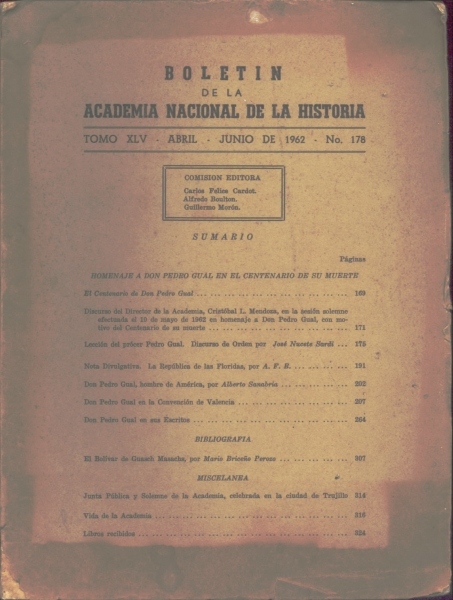 BOLETIN
DE LA
ACADEMIA NACIONAL DE LA HISTORIA
TOMO XLV - ABRIL - JUNIO DE 1962 - No. 178
COMISION EDITORA
Carlos Felice Cardot.
Alfredo Boulton.
Guillermo Morón.
SUMARIO
Páginas
HOMENAJE A DON PEDRO GUAL EN EL CENTENARIO DE SU MUERTE
El Centenario de Don Pedro Gual ... 169
Discurso del Director de la Academia, Cristóbal L. Mendoza, en la sesión solemne
efectuada el 10 de mayo de 1962 en homenaje a Don Pedro Gual, con mo-
tivo del Centenario de su muerte ... 171
Lección del prócer Pedro Gual. Discurso de Orden por José Nucete Sardi ... 175
Nota Divulgativa. La República de las Floridas, por A. F. B. ... 191
Don Pedro Gual, hombre de América, por Alberto Sanabria ... 202
Don Pedro Gual en la Convención de Valencia ... 207
Don Pedro Gual en sus Escritos ... 264
BIBLIOGRAFIA
El Bolívar de Masur, por Mario Briceño Perozo ... 307
MISCELANEA
Junta Pública y Solemne de la Academia, celebrada en la ciudad de Trujillo 314
Vida de la Academia ... 318
Libros recibidos ... 324